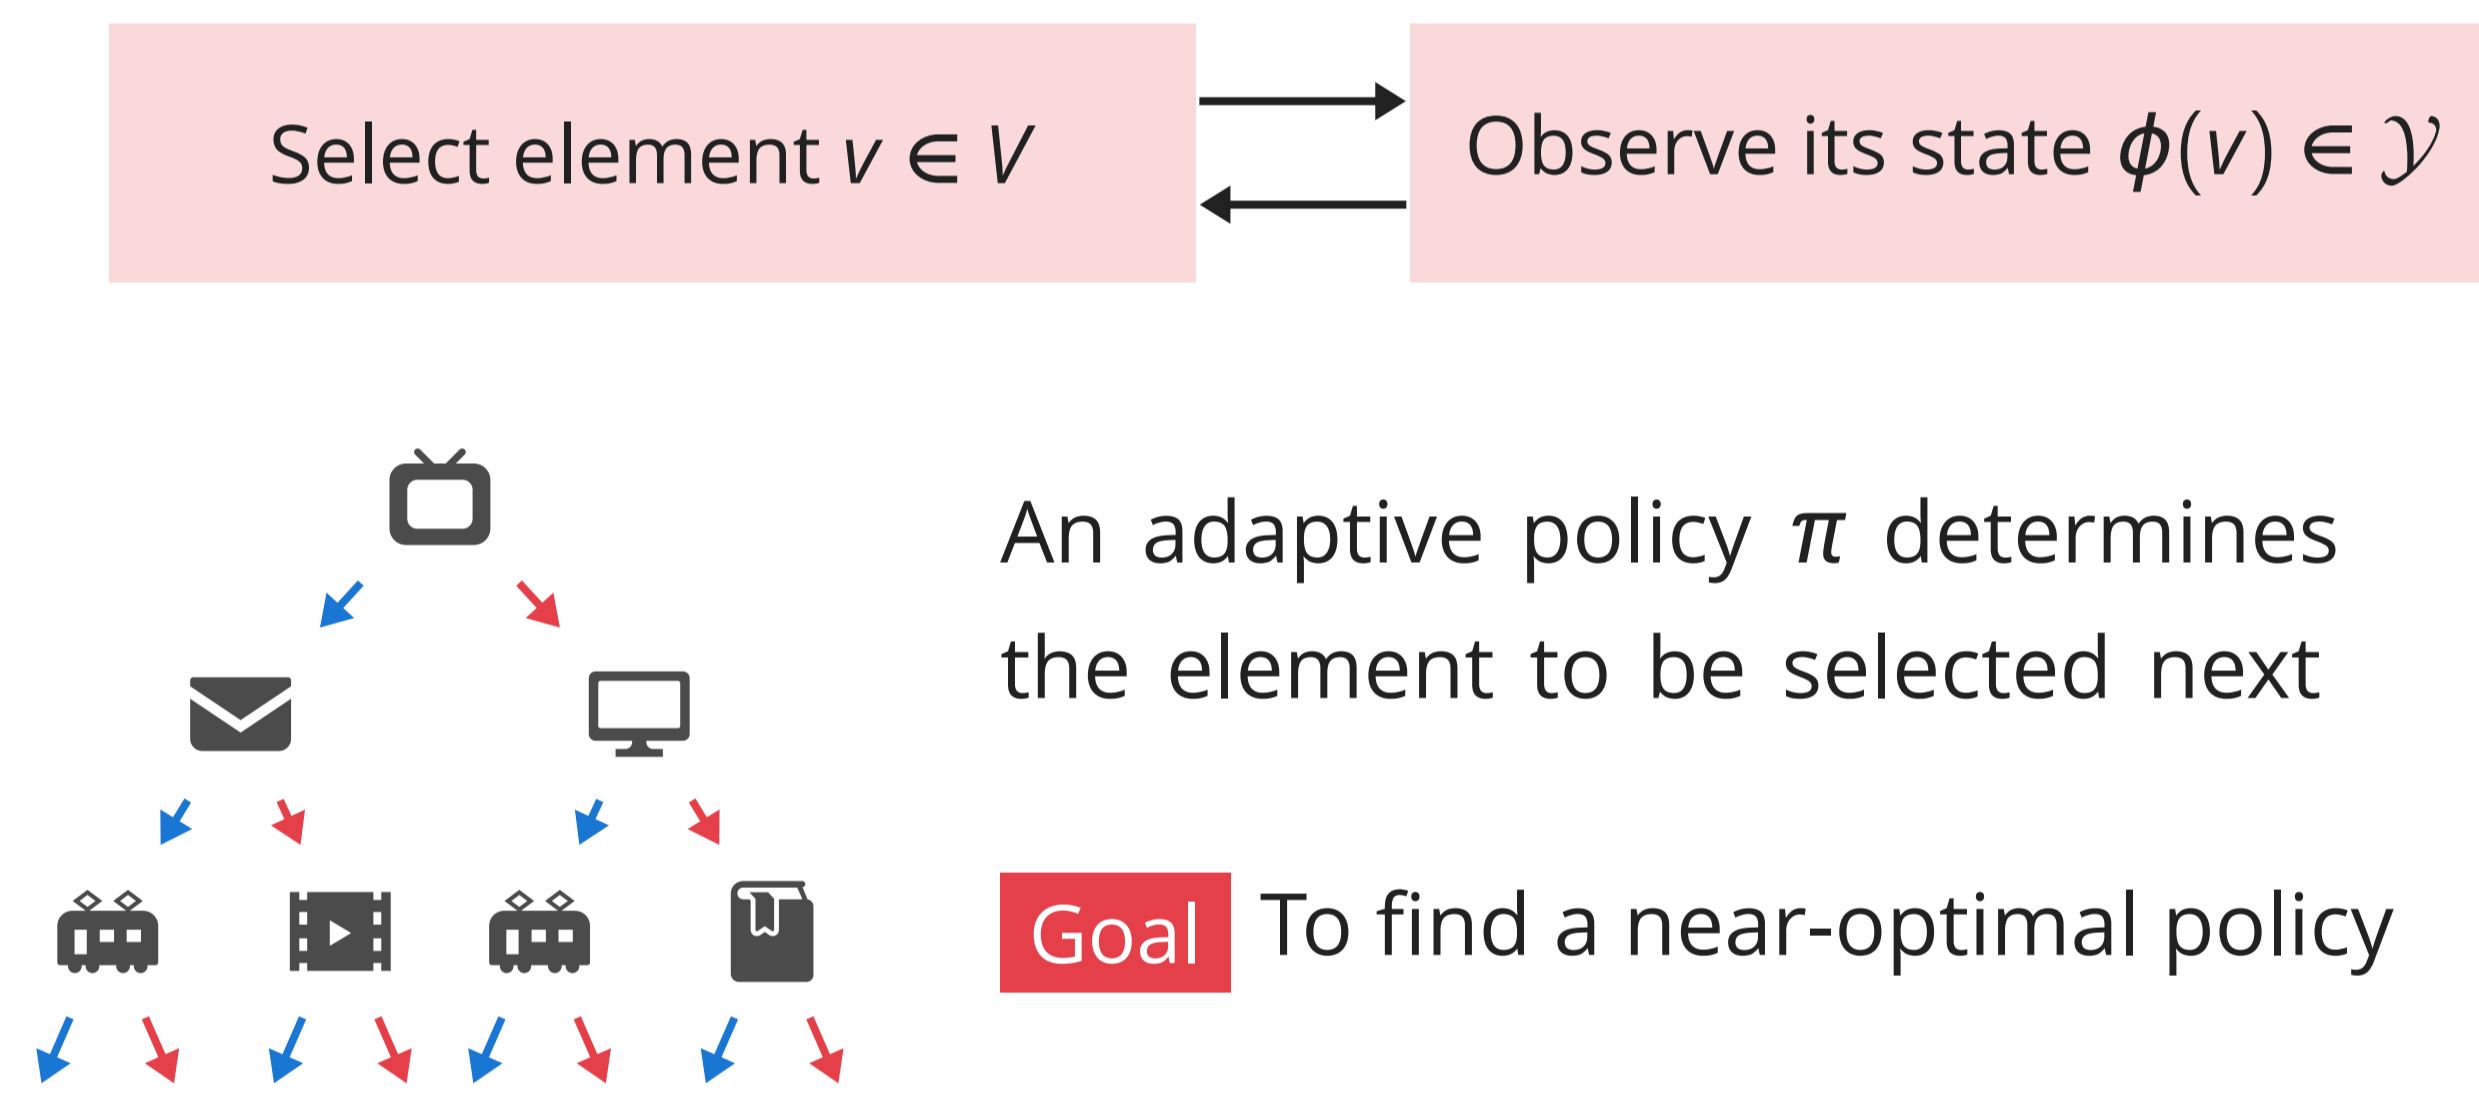 Select element v ∈ V
Observe its state ϕ(v) ∈ 𝒴
An adaptive policy π determines
the element to be selected next
Goal To find a near-optimal policy